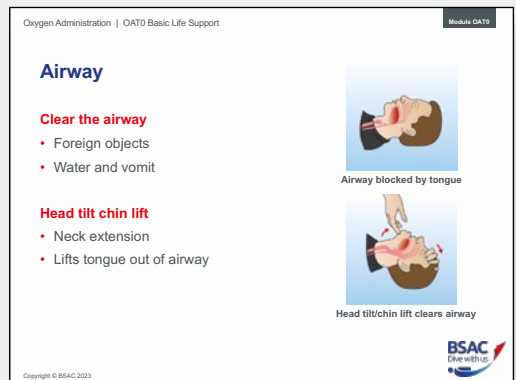 Oxygen Administration | OAT0 Basic Life Support
Module OAT0
Airway
Clear the airway
• Foreign objects
• Water and vomit
Airway blocked by tongue
Head tilt chin lift
• Neck extension
• Lifts tongue out of airway
Head tilt/chin lift clears airway
BSAC
Dive with us
Copyright © BSAC 2023